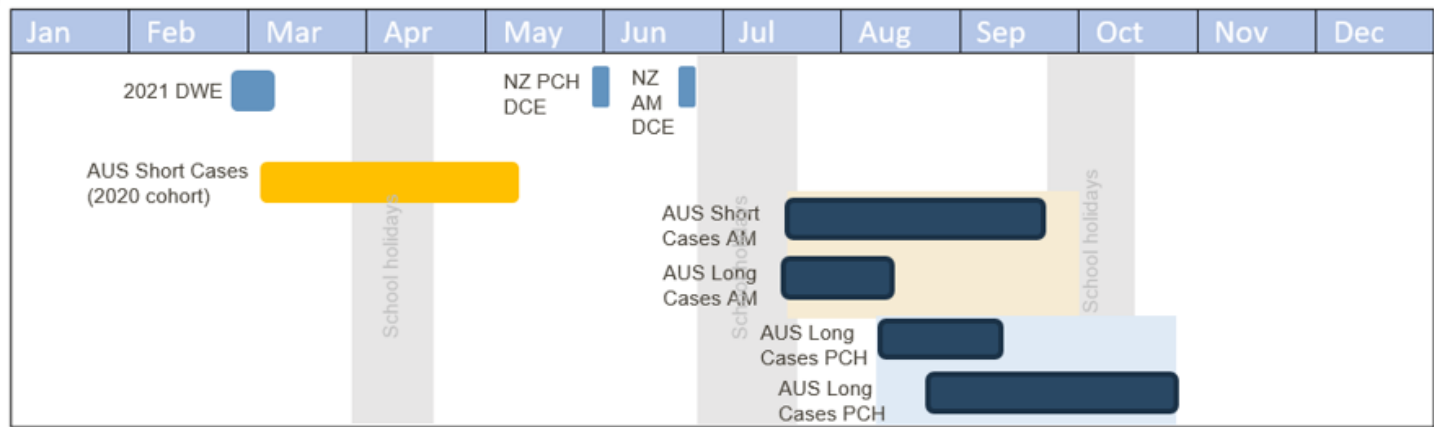 Jan Feb Mar Apr May Jun Jul Aug Sep Oct Nov Dec
2021 DWE
NZ PCH
DCE
NZ
AM
DCE
AUS Short Cases
(2020 cohort)
School holidays
AUS Short
Cases AM
School holidays
AUS Long
Cases AM
School holidays
AUS Long
Cases PCH
AUS Long
Cases PCH